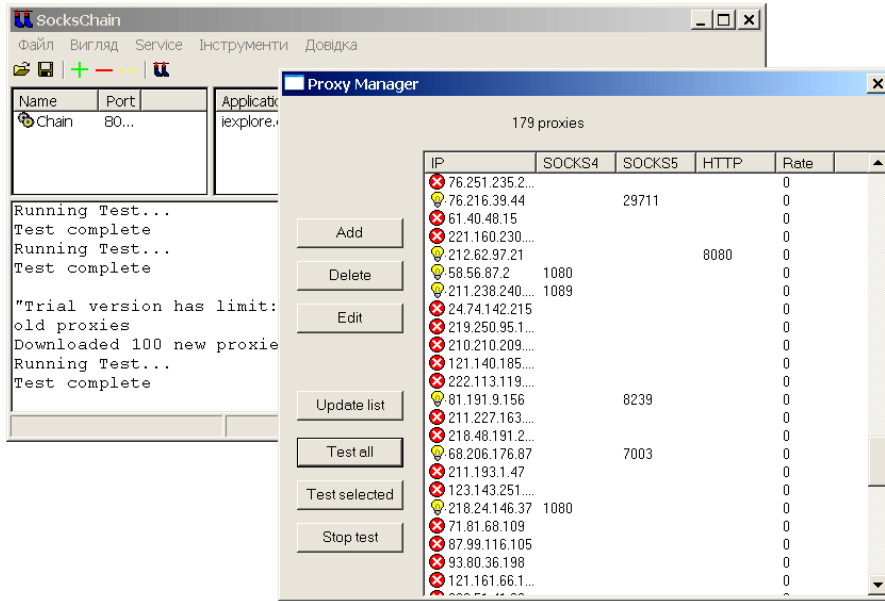 SocksChain
Файл Вигляд Service Інструменти Довідка
Name Port
Chain 80...
iexplore.
Running Test...
Test complete
Running Test...
Test complete
"Trial version has limit:
old proxies
Downloaded 100 new proxie
Running Test...
Test complete
Proxy Manager
179 proxies
Add
Delete
Edit
Update list
Test all
Test selected
Stop test
IP SOCKS4 SOCKS5 HTTP Rate
76.251.235.2... 0
76.216.39.44 29711 0
61.40.48.15 0
221.160.230.... 0
212.62.97.21 8080 0
58.56.87.2 1080 0
211.238.240.... 1089 0
24.74.142.215 0
219.250.95.1... 0
210.210.209.... 0
121.140.185.... 0
222.113.119.... 0
81.191.9.156 8239 0
211.227.163.... 0
218.48.191.2... 0
68.206.176.87 7003 0
211.193.1.47 0
123.143.251.... 0
218.24.146.37 1080 0
71.81.68.109 0
87.99.116.105 0
93.80.36.198 0
121.161.66.1... 0